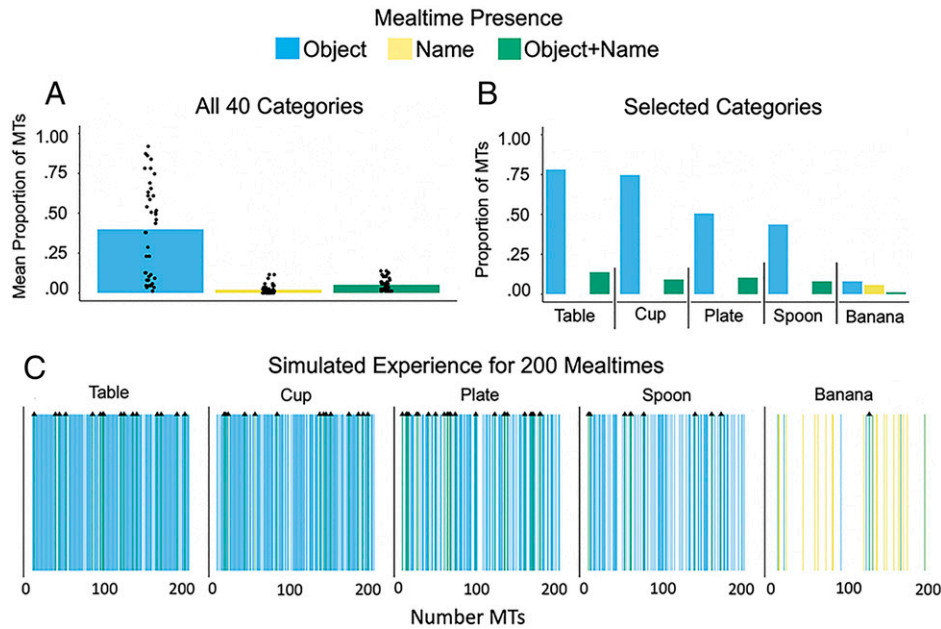 Mealtime Presence
Object Name Object+Name
A
All 40 Categories
Mean Proportion of MTs
1.00
.75
.50
.25
.00
B
Selected Categories
Proportion of MTs
1.00
.75
.50
.25
.00
Table Cup Plate Spoon Banana
C
Simulated Experience for 200 Mealtimes
Table Cup Plate Spoon Banana
0 100 200 0 100 200 0 100 200 0 100 200 0 100 200
Number MTs